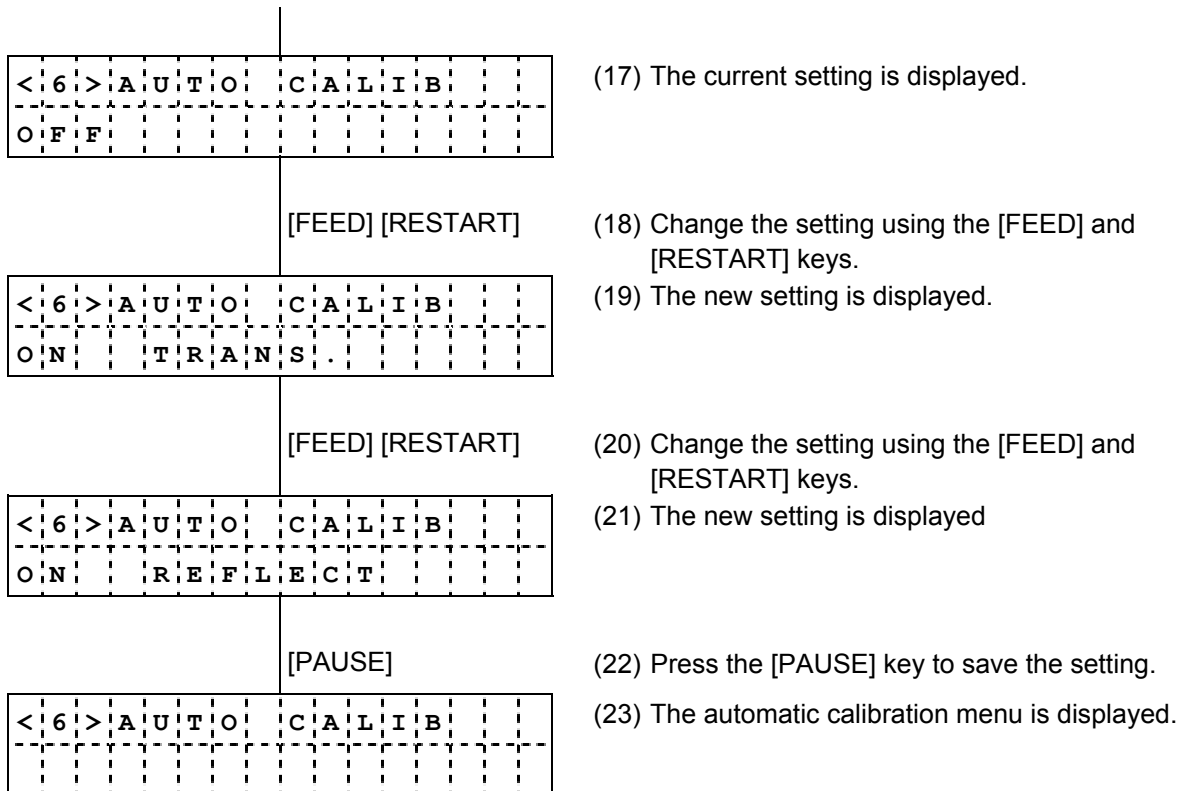 <6>AUTO CALIB
OFF
(17) The current setting is displayed.
[FEED] [RESTART]
(18) Change the setting using the [FEED] and
[RESTART] keys.
<6>AUTO CALIB
ON  TRANS.
(19) The new setting is displayed.
[FEED] [RESTART]
(20) Change the setting using the [FEED] and
[RESTART] keys.
<6>AUTO CALIB
ON  REFLECT
(21) The new setting is displayed
[PAUSE]
(22) Press the [PAUSE] key to save the setting.
<6>AUTO CALIB
(23) The automatic calibration menu is displayed.